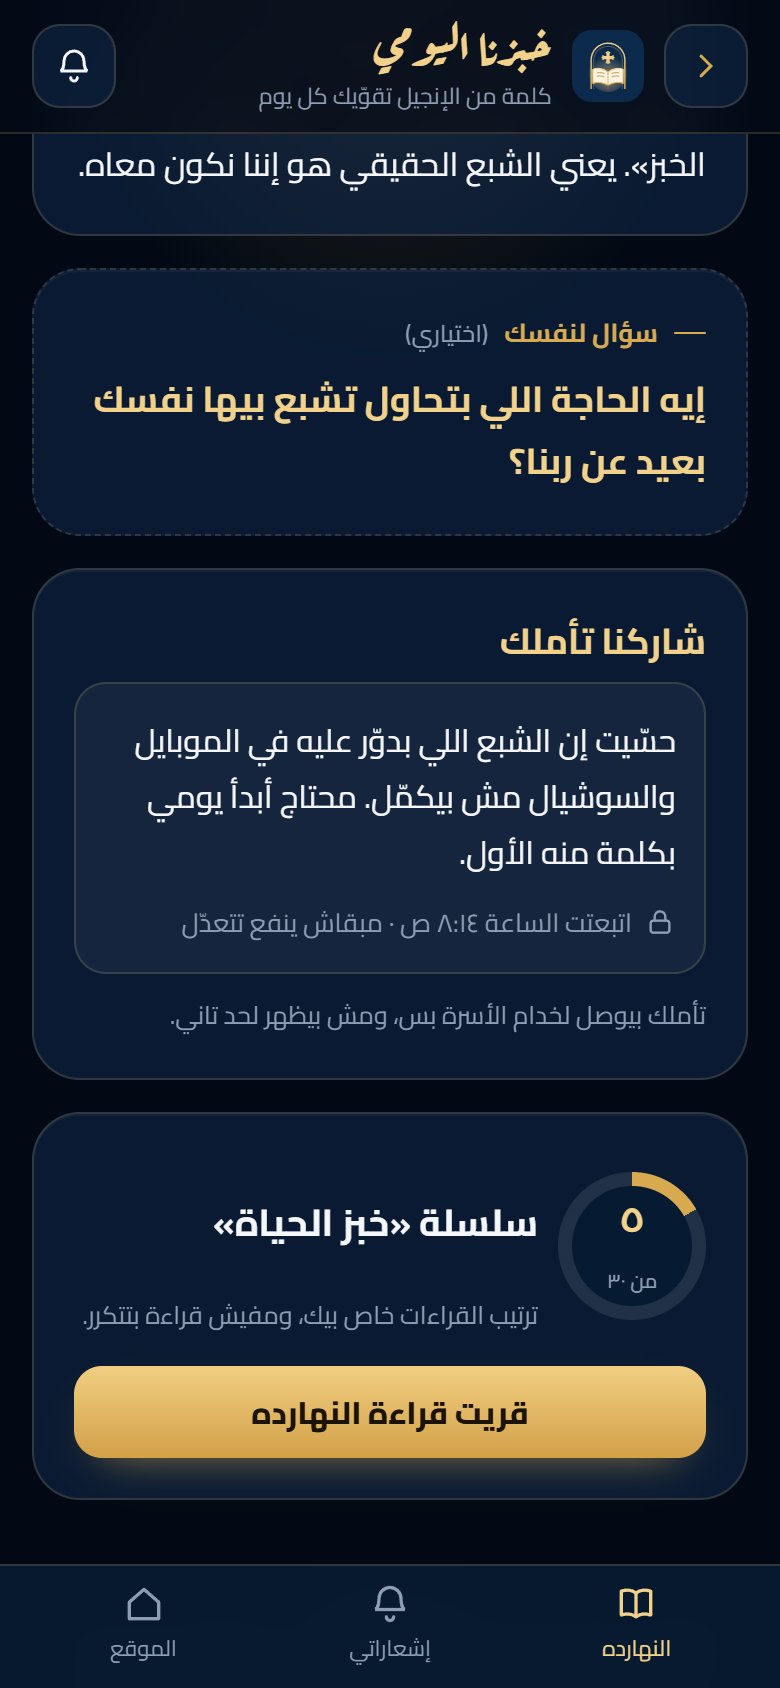 خبزنا اليومي
كلمة من الإنجيل تقوّيك كل يوم
الخبز». يعني الشبع الحقيقي هو إننا نكون معاه.
سؤال لنفسك (اختياري)
إيه الحاجة اللي بتحاول تشبع بيها نفسك
بعيد عن ربنا؟
شاركنا تأملك
حسّيت إن الشبع اللي بدوّر عليه في الموبايل
والسوشيال مش بيكمّل. محتاج أبدأ يومي
بكلمة منه الأول.
اتبعتت الساعة ٨:١٤ ص · مبقاش ينفع تتعدّل
تأملك بيوصل لخدام الأسرة بس، ومش بيظهر لحد تاني.
٥
من ٣٠
سلسلة «خبز الحياة»
ترتيب القراءات خاص بيك، ومفيش قراءة بتتكرر.
قريت قراءة النهارده
النهارده
إشعاراتي
الموقع